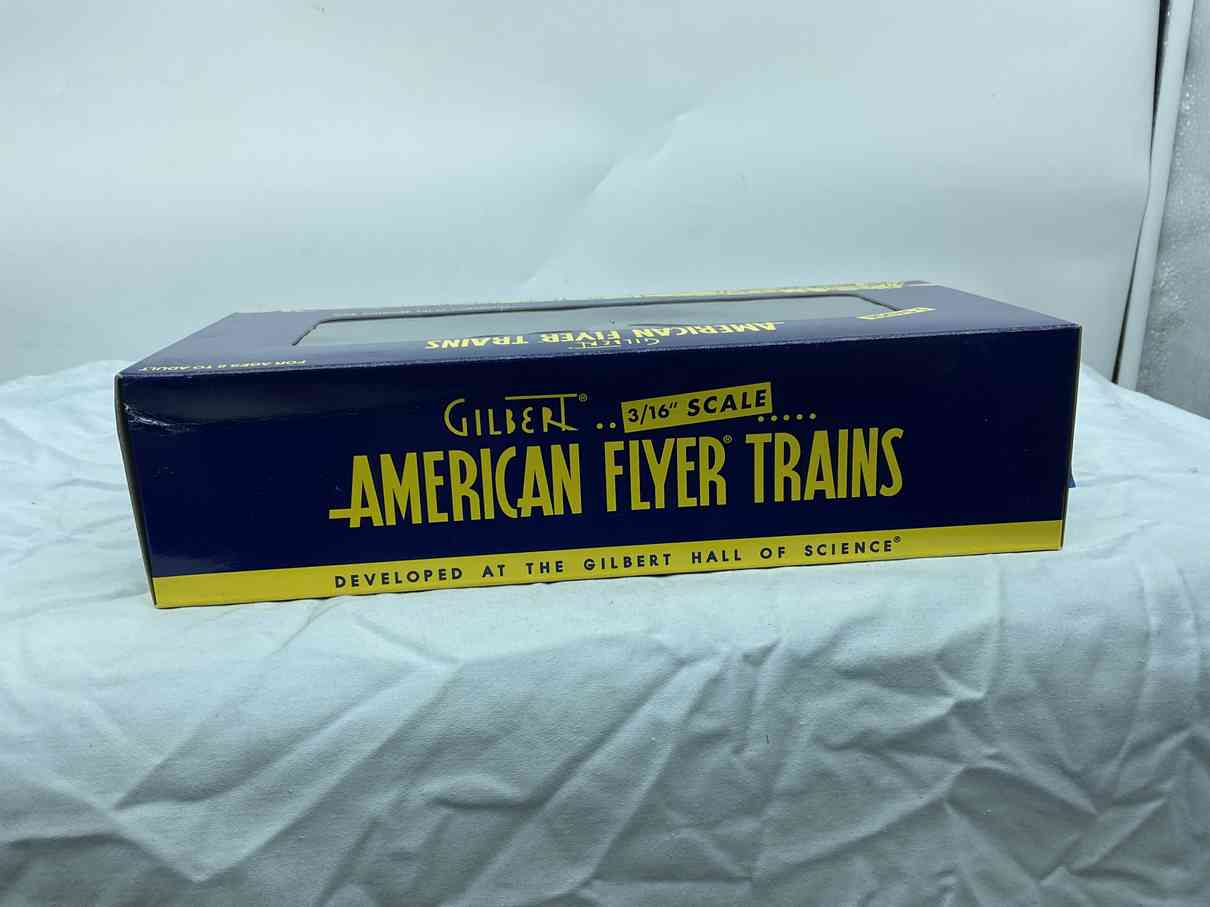 FOR AGES 8 TO ADULT
GILBERT
AMERICAN FLYER TRAINS
GILBERT® ..3/16" SCALE.....
AMERICAN FLYER® TRAINS
DEVELOPED AT THE GILBERT HALL OF SCIENCE®